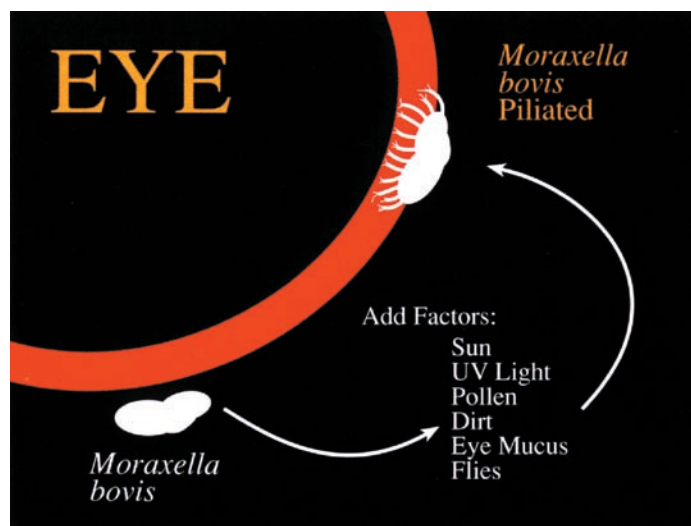 EYE
Moraxella
bovis
Piliated
Add Factors:
Sun
UV Light
Pollen
Dirt
Eye Mucus
Flies
Moraxella
bovis